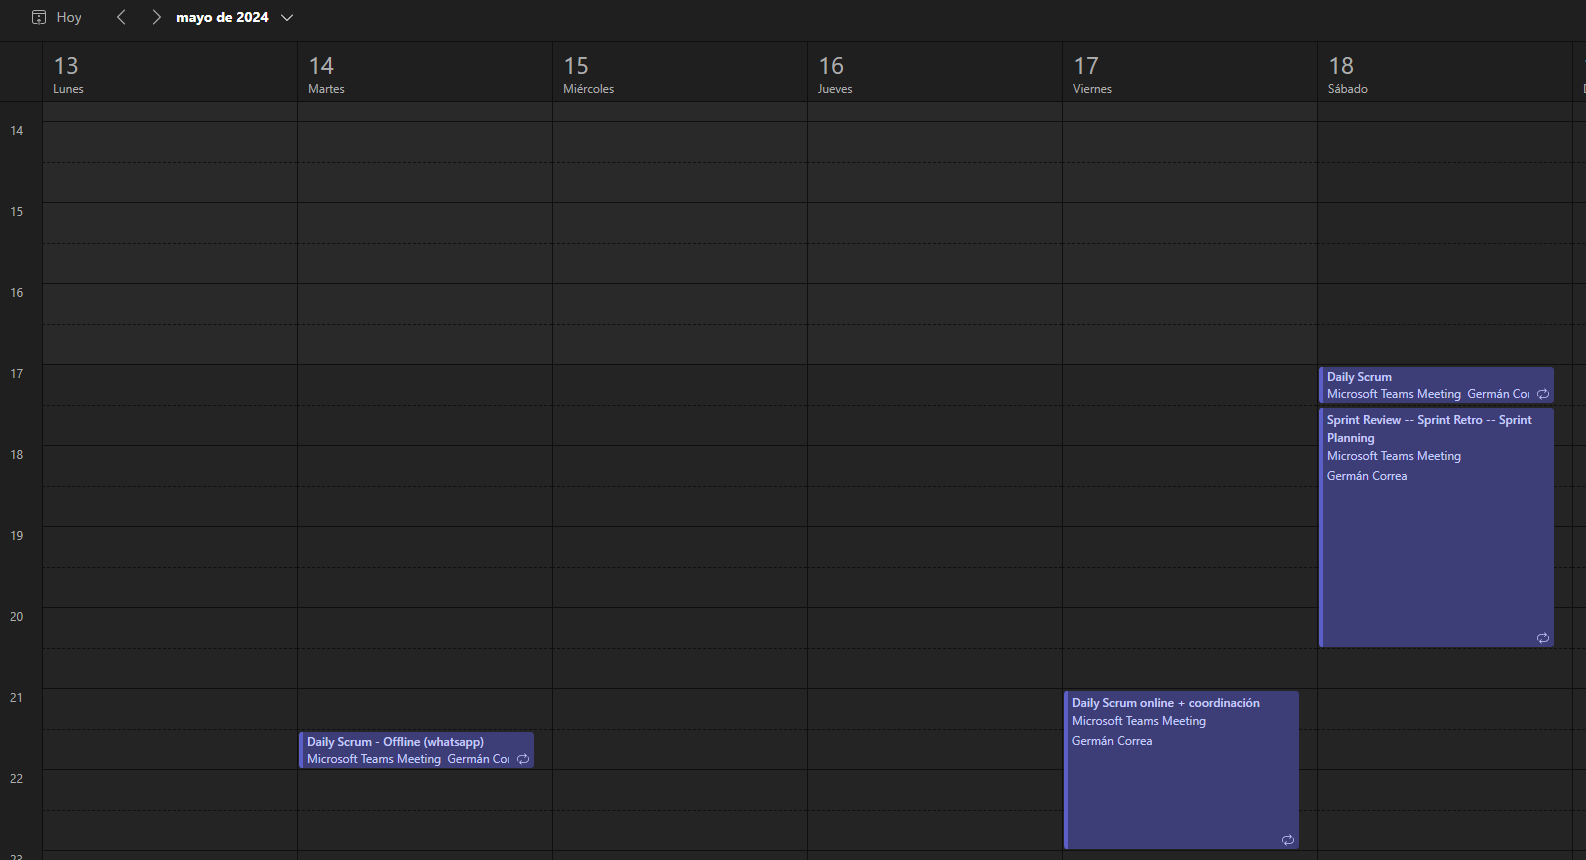 Hoy mayo de 2024
13 14 15 16 17 18
Lunes Martes Miércoles Jueves Viernes Sábado
14
15
16
17
Daily Scrum
Microsoft Teams Meeting Germán Co
Sprint Review -- Sprint Retro -- Sprint
Planning
18
Microsoft Teams Meeting
Germán Correa
19
20
21
Daily Scrum online + coordinación
Microsoft Teams Meeting
Germán Correa
Daily Scrum - Offline (whatsapp)
Microsoft Teams Meeting Germán Co
22
23